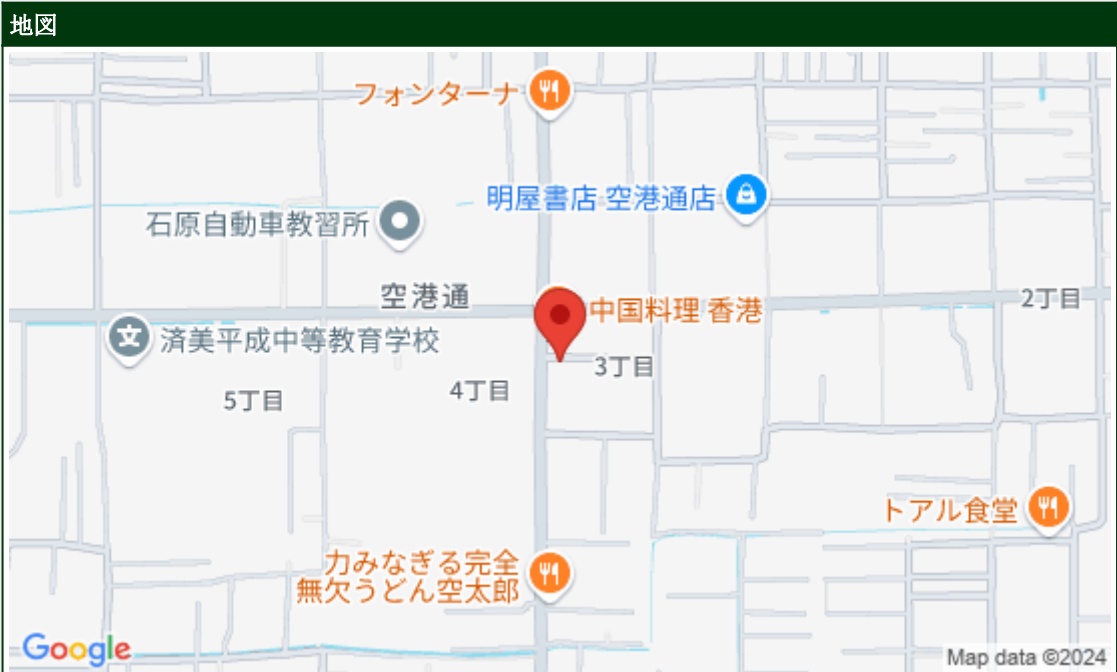 地図
フォンターナ
明屋書店 空港通店
石原自動車教習所
空港通
2丁目
中国料理 香港
文
済美平成中等教育学校
3丁目
4丁目
5丁目
トアル食堂
力みなぎる完全
無欠うどん空太郎
Google
Map data ©2024